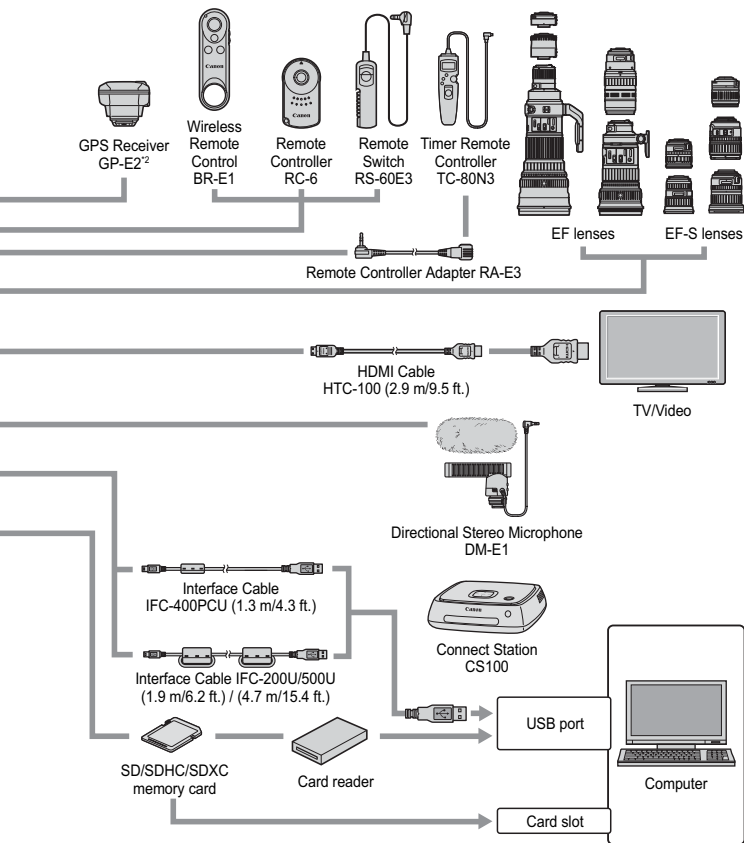 Canon
Canon
GPS Receiver
GP-E2*2
Wireless
Remote
Control
BR-E1
Remote
Controller
RC-6
Remote
Switch
RS-60E3
Timer Remote
Controller
TC-80N3
EF lenses
EF-S lenses
Remote Controller Adapter RA-E3
HDMI Cable
HTC-100 (2.9 m/9.5 ft.)
TV/Video
Directional Stereo Microphone
DM-E1
Interface Cable
IFC-400PCU (1.3 m/4.3 ft.)
Canon
Connect Station
CS100
Interface Cable IFC-200U/500U
(1.9 m/6.2 ft.) / (4.7 m/15.4 ft.)
USB port
SD/SDHC/SDXC
memory card
Card reader
Computer
Card slot